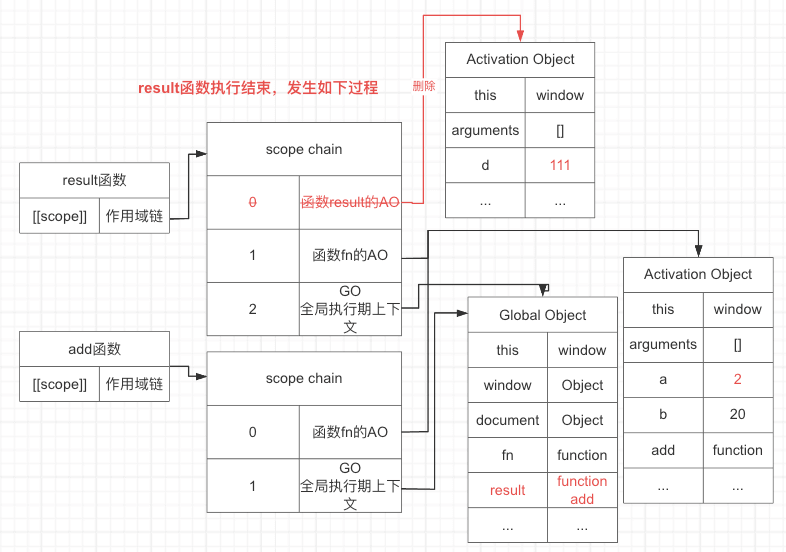 result函数执行结束，发生如下过程
删除
Activation Object
this window
arguments []
d 111
... ...
result函数
[[scope]] 作用域链
scope chain
0 函数result的AO
1 函数fn的AO
2 GO
全局执行期上下
文
add函数
[[scope]] 作用域链
scope chain
0 函数fn的AO
1 GO
全局执行期上下
文
Global Object
this window
window Object
document Object
fn function
result function
add
... ...
Activation Object
this window
arguments []
a 2
b 20
add function
... ...